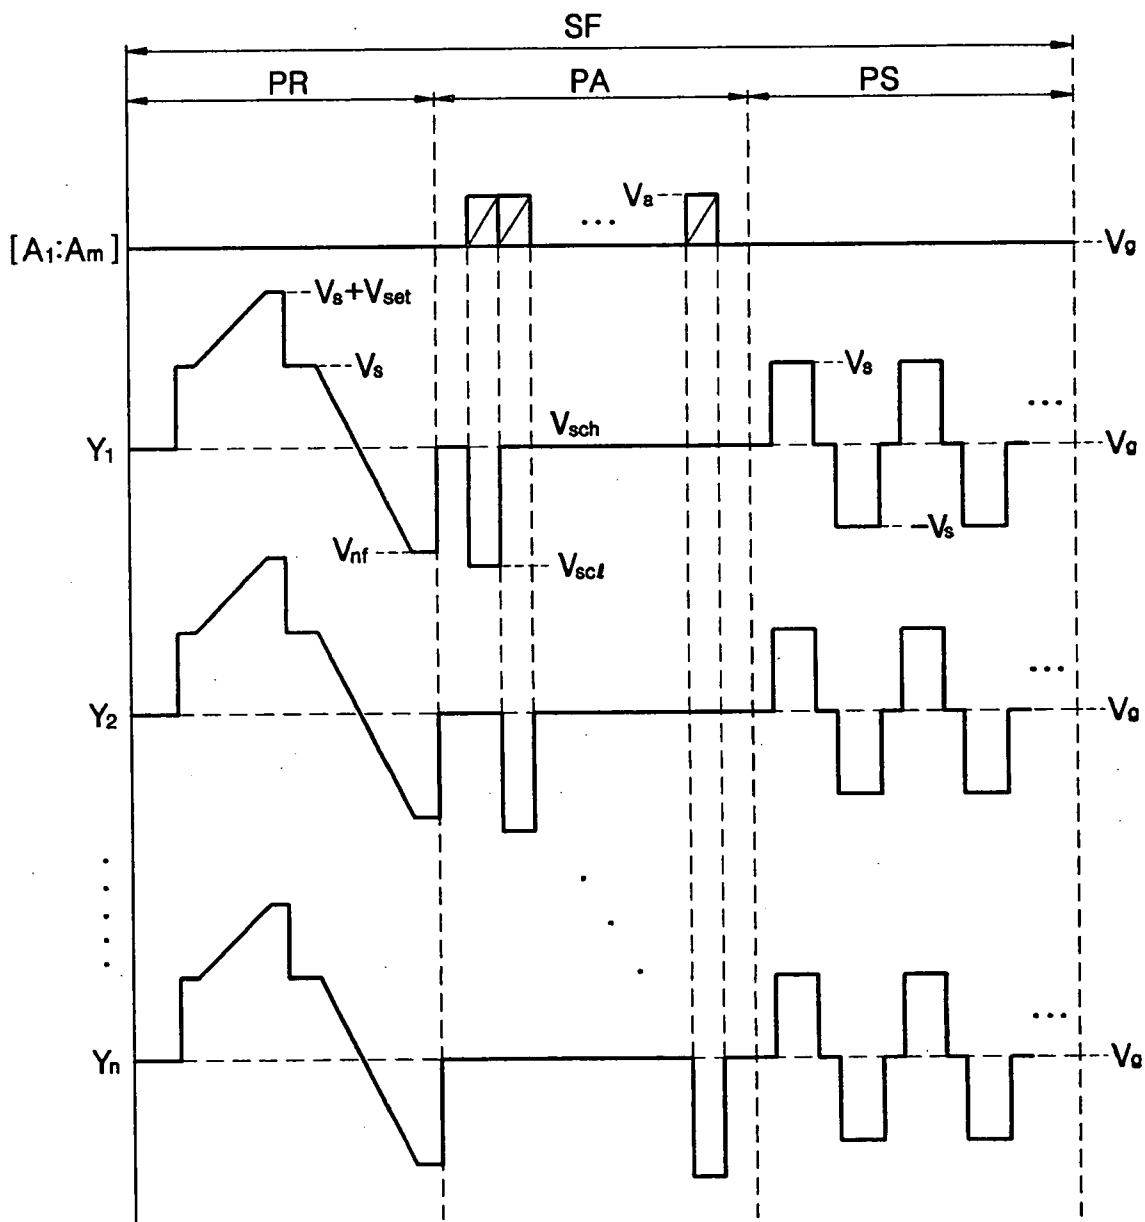 SF
PR PA PS
Va
[A1:Am] Vg
Vs+Vset
Vs Vs
Vsch
Y1 Vg
-Vs
Vnf
Vscℓ
Y2 Vg
Yn Vg